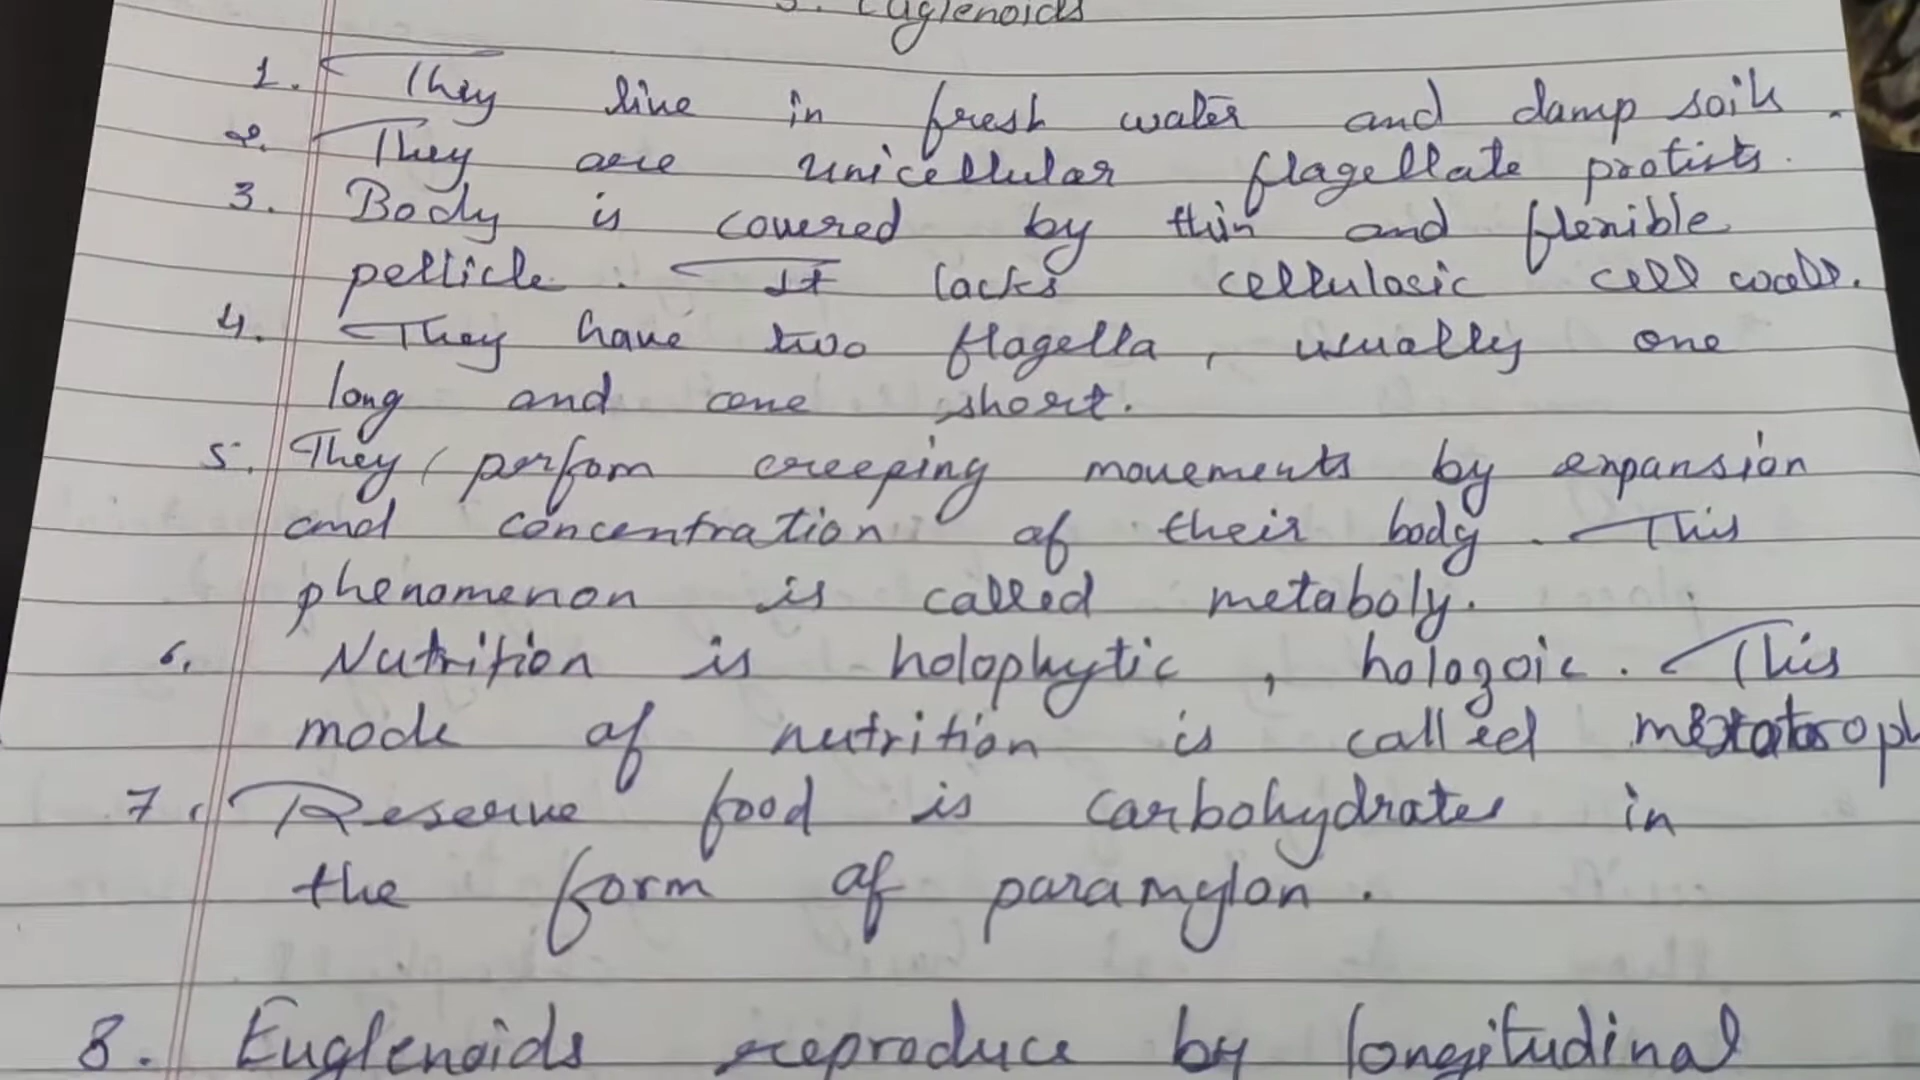 3. Euglenoids
1. They live in fresh water and damp soils.
2. They are unicellular flagellate protists.
3. Body is covered by thin and flexible
pellicle. It lacks cellulosic cell wall.
4. They have two flagella, usually one
long and one short.
5. They perfom creeping movements by expansion
and concentration of their body. This
phenomenon is called metaboly.
6. Nutrition is holophytic, holozoic. This
mode of nutrition is called
7. Reserve food is carbohydrates in
the form of paramylon.
8. Euglenoids reproduce by longitudinal